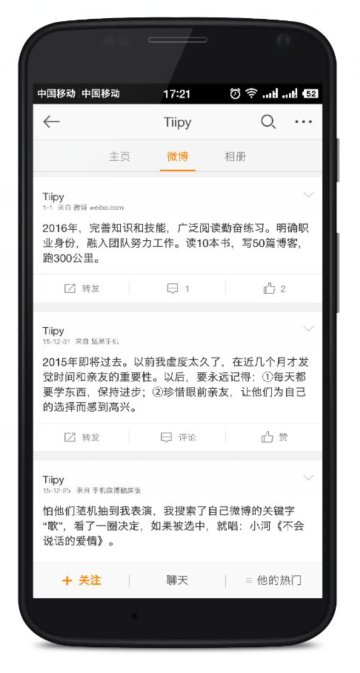 中国移动 中国移动 17:21 52
Tiipy
主页 微博 相册
Tiipy
1-1 来自 微博 weibo.com
2016年，完善知识和技能，广泛阅读勤奋练习。明确职
业身份，融入团队努力工作。读10本书，写50篇博客，
跑300公里。
转发 1 2
Tiipy
15-12-31 来自 坚果手机
2015年即将过去。以前我虚度太久了，在近几个月才发
觉时间和亲友的重要性。以后，要永远记得：①每天都
要学东西，保持进步；②珍惜眼前亲友，让他们为自己
的选择而感到高兴。
转发 评论 赞
Tiipy
15-12-25 来自 手机微博触屏版
怕他们随机抽到我表演，我搜索了自己微博的关键字
“歌”，看了一圈决定，如果被选中，就唱：小河《不会
说话的爱情》。
+ 关注 聊天 ≡ 他的热门